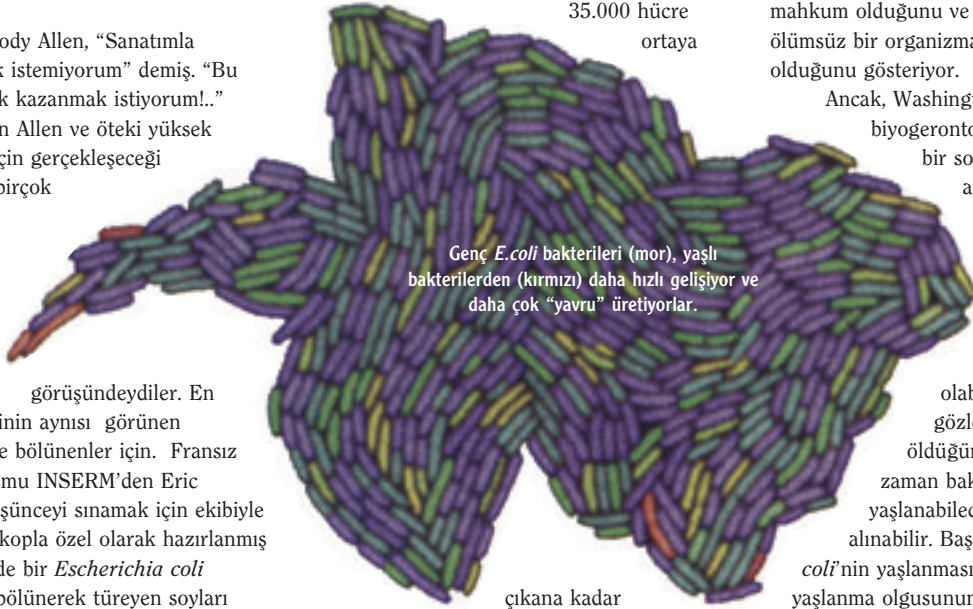 ody Allen, “Sanatımla
k istemiyorum” demiş. “Bu
k kazanmak istiyorum!..”
n Allen ve öteki yüksek
için gerçekleşeceği
birçok
görüşündeydiler. En
inin aynısı görünen
e bölünenler için. Fransız
mu INSERM’den Eric
şünceyi sınamak için ekibiyle
kopla özel olarak hazırlanmış
de bir Escherichia coli
bölünerek türeyen soyları
35.000 hücre
ortaya
Genç E.coli bakterileri (mor), yaşlı
bakterilerden (kırmızı) daha hızlı gelişiyor ve
daha çok “yavru” üretiyorlar.
çıkana kadar
mahkum olduğunu ve
ölümsüz bir organizma
olduğunu gösteriyor.
Ancak, Washing
biyogeronto
bir so
a
olab
gözle
öldüğün
zaman bak
yaşlanabilec
alınabilir. Baş
coli’nin yaşlanması
yaşlanma olgusunun